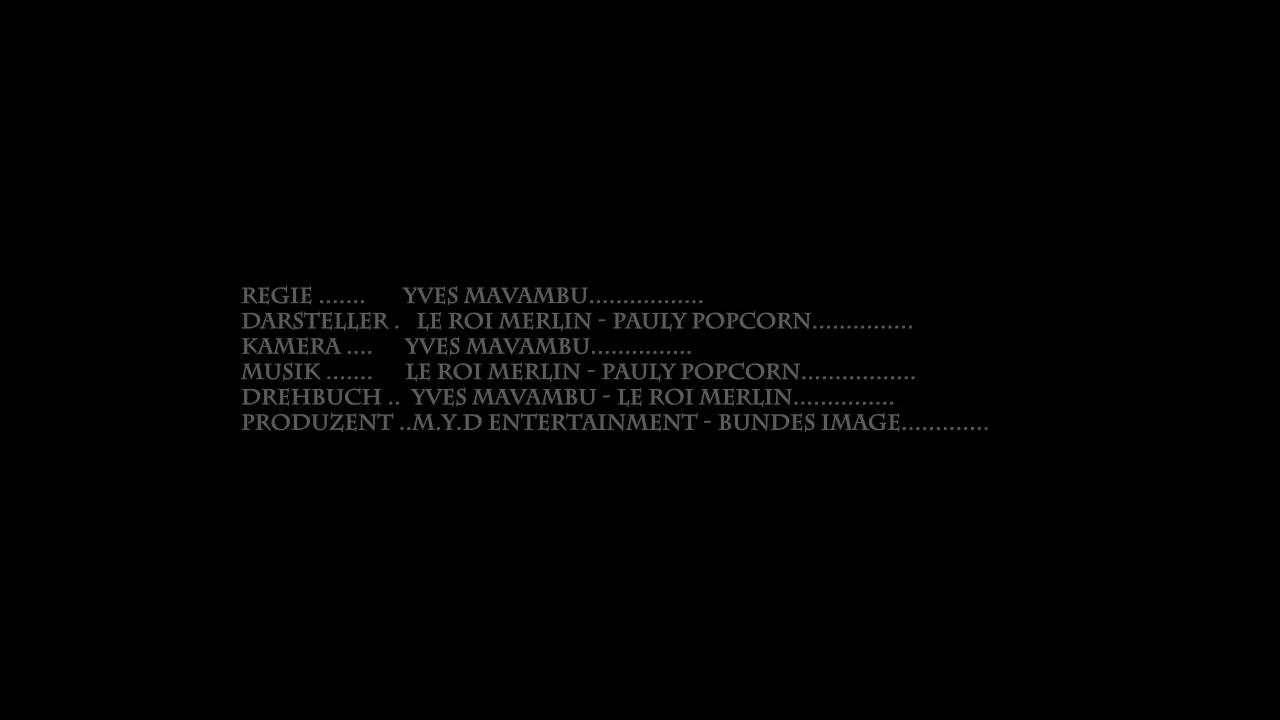 REGIE ....... YVES MAVAMBU.................
DARSTELLER . LE ROI MERLIN - PAULY POPCORN...............
KAMERA .... YVES MAVAMBU...............
MUSIK ....... LE ROI MERLIN - PAULY POPCORN.................
DREHBUCH .. YVES MAVAMBU - LE ROI MERLIN...............
PRODUZENT ..M.Y.D ENTERTAINMENT - BUNDES IMAGE.............